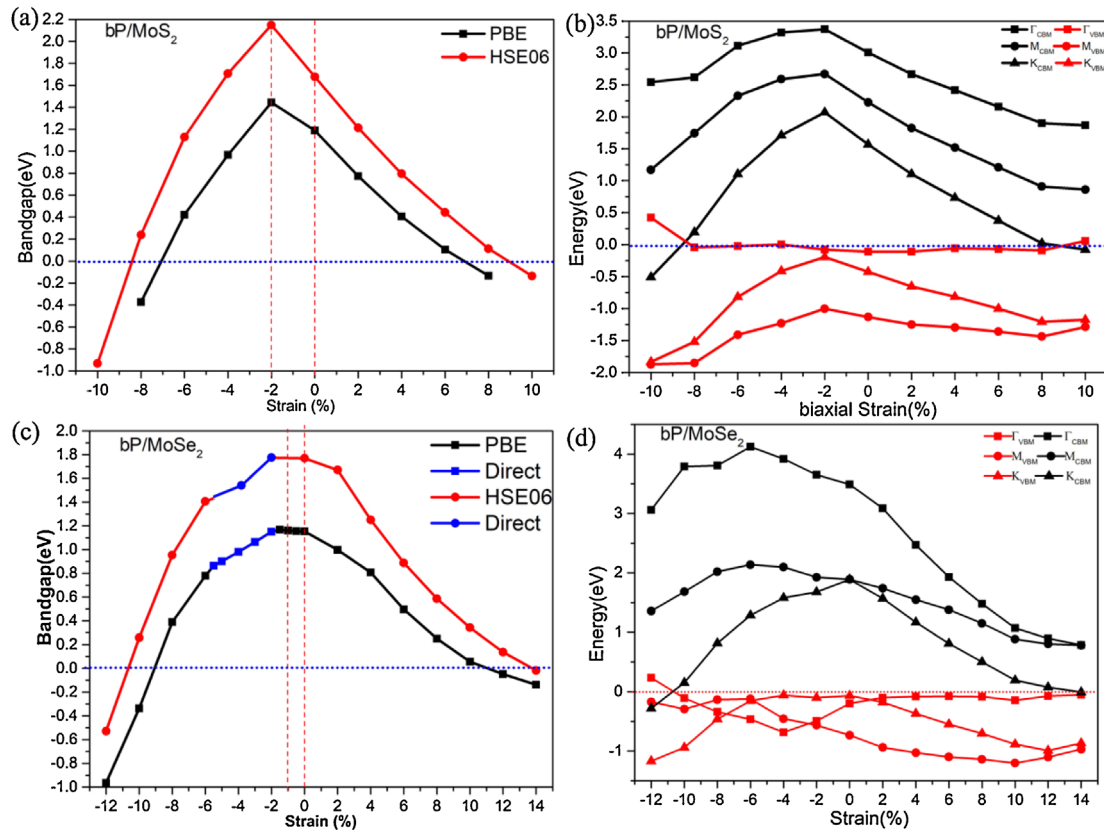 (a)
bP/MoS2
PBE
HSE06
2.2
2.0
1.8
1.6
1.4
1.2
1.0
0.8
0.6
0.4
0.2
0.0
-0.2
-0.4
-0.6
-0.8
-1.0
Bandgap(eV)
-10 -8 -6 -4 -2 0 2 4 6 8 10
Strain (%)
(b)
bP/MoS2
ΓCBM ΓVBM
MCBM MVBM
KCBM KVBM
3.5
3.0
2.5
2.0
1.5
1.0
0.5
0.0
-0.5
-1.0
-1.5
-2.0
Energy(eV)
-10 -8 -6 -4 -2 0 2 4 6 8 10
biaxial Strain(%)
(c)
bP/MoSe2
PBE
Direct
HSE06
Direct
2.0
1.8
1.6
1.4
1.2
1.0
0.8
0.6
0.4
0.2
0.0
-0.2
-0.4
-0.6
-0.8
-1.0
Bandgap(eV)
-12 -10 -8 -6 -4 -2 0 2 4 6 8 10 12 14
Strain (%)
(d)
bP/MoSe2
ΓVBM ΓCBM
MVBM MCBM
KVBM KCBM
4
3
2
1
0
-1
Energy(eV)
-12 -10 -8 -6 -4 -2 0 2 4 6 8 10 12 14
Strain(%)